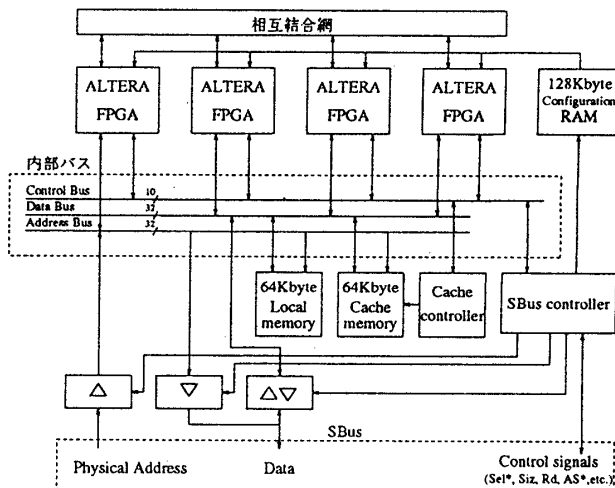 相互結合網
ALTERA
FPGA
ALTERA
FPGA
ALTERA
FPGA
ALTERA
FPGA
128Kbyte
Configuration
RAM
内部バス
Control Bus 10
Data Bus 32
Address Bus 32
64Kbyte
Local
memory
64Kbyte
Cache
memory
Cache
controller
SBus controller
SBus
Physical Address
Data
Control signals
(Sel*, Siz, Rd, AS*,etc.)